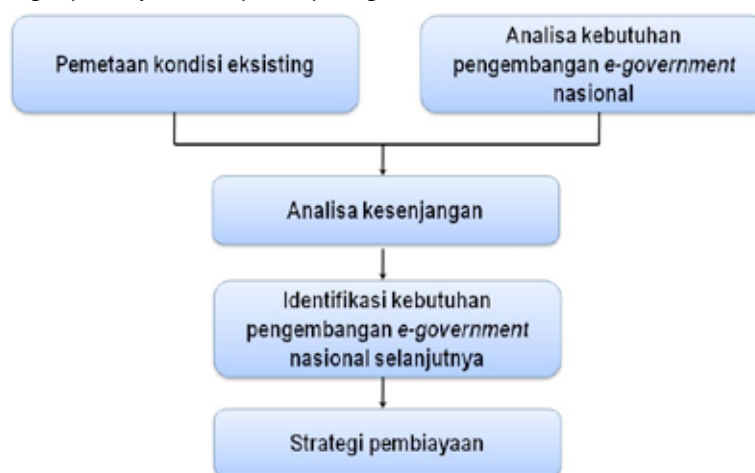 Pemetaan kondisi eksisting
Analisa kebutuhan
pengembangan e-government
nasional
Analisa kesenjangan
Identifikasi kebutuhan
pengembangan e-government
nasional selanjutnya
Strategi pembiayaan